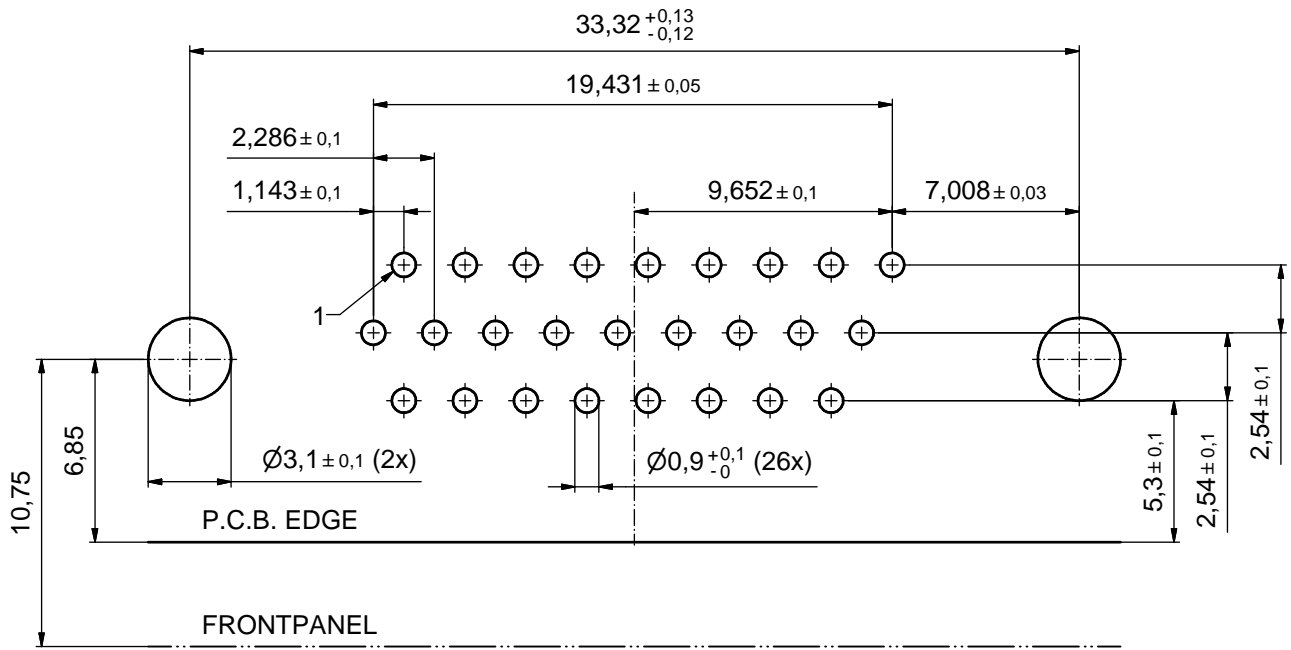 33,32 +0,13 -0,12
19,431 ± 0,05
2,286 ± 0,1
1,143 ± 0,1
9,652 ± 0,1
7,008 ± 0,03
1
2,54 ± 0,1
2,54 ± 0,1
5,3 ± 0,1
6,85
10,75
Ø3,1 ± 0,1 (2x)
Ø0,9 +0,1 -0 (26x)
P.C.B. EDGE
FRONTPANEL